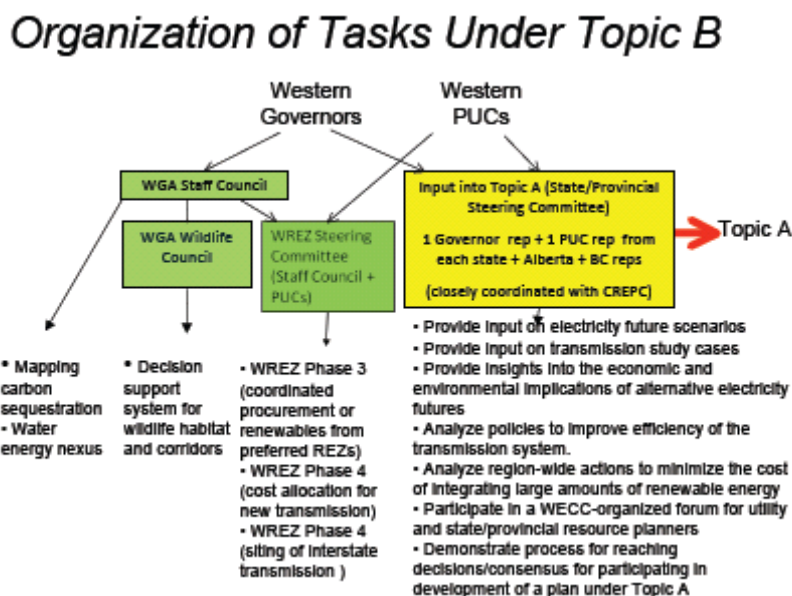 Organization of Tasks Under Topic B
Western
Governors
Western
PUCs
WGA Staff Council
WGA Wildlife
Council
WREZ Steering
Committee
(Staff Council +
PUCs)
Input into Topic A (State/Provincial
Steering Committee)
1 Governor rep + 1 PUC rep from
each state + Alberta + BC reps
(closely coordinated with CREPC)
Topic A
• Mapping
carbon
sequestration
• Water
energy nexus
• Decision
support
system for
wildlife habitat
and corridors
• WREZ Phase 3
(coordinated
procurement or
renewables from
preferred REZs)
• WREZ Phase 4
(cost allocation for
new transmission)
• WREZ Phase 4
(siting of interstate
transmission )
• Provide input on electricity future scenarios
• Provide input on transmission study cases
• Provide insights into the economic and
environmental implications of alternative electricity
futures
• Analyze policies to improve efficiency of the
transmission system.
• Analyze region-wide actions to minimize the cost
of integrating large amounts of renewable energy
• Participate in a WECC-organized forum for utility
and state/provincial resource planners
• Demonstrate process for reaching
decisions/consensus for participating in
development of a plan under Topic A